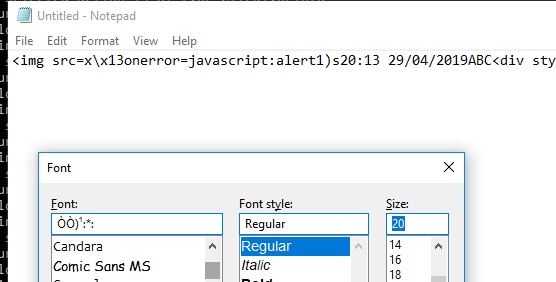 Untitled - Notepad
File Edit Format View Help
<img src=x\x13onerror=javascript:alert1)s20:13 29/04/2019ABC<div sty
Font
Font: Font style: Size:
ÒÒ)¹:*: Regular 20
Candara Regular 14
Comic Sans MS Italic 16
18